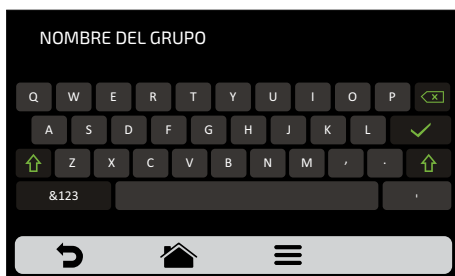 NOMBRE DEL GRUPO
Q W E R T Y U I O P
A S D F G H J K L
Z X C V B N M , .
&123 '